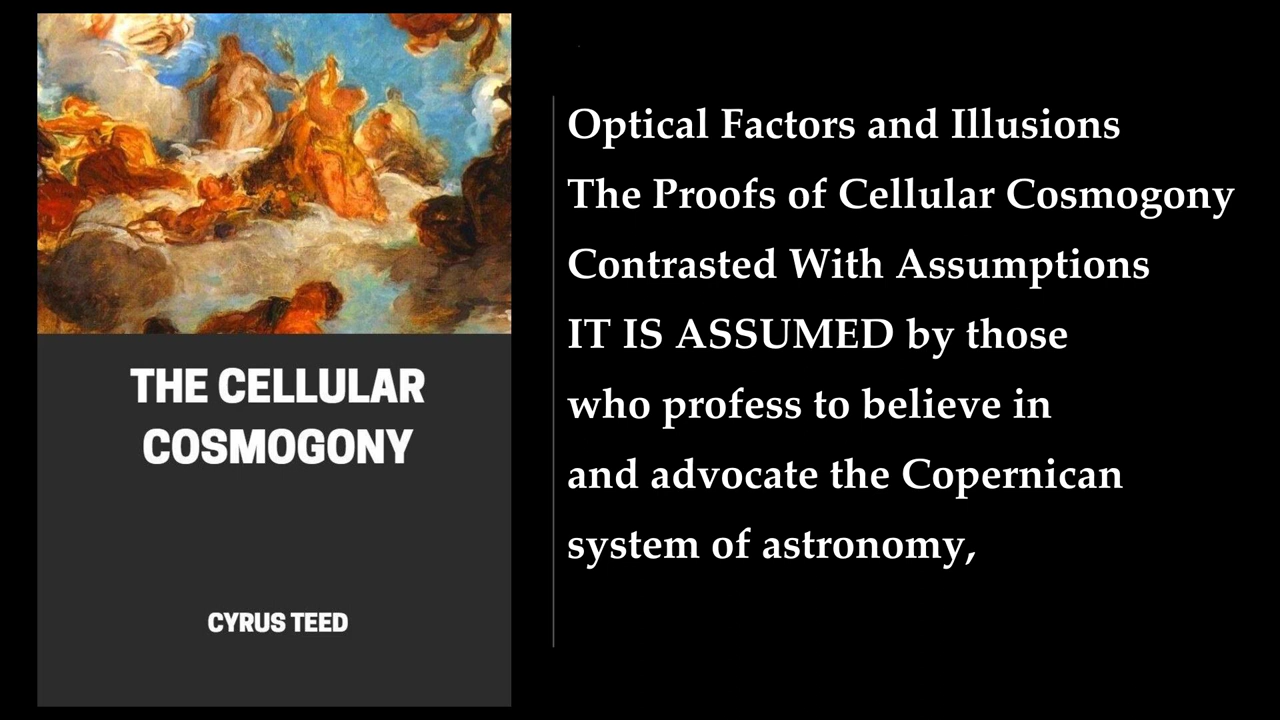 THE CELLULAR
COSMOGONY
CYRUS TEED
Optical Factors and Illusions
The Proofs of Cellular Cosmogony
Contrasted With Assumptions
IT IS ASSUMED by those
who profess to believe in
and advocate the Copernican
system of astronomy,